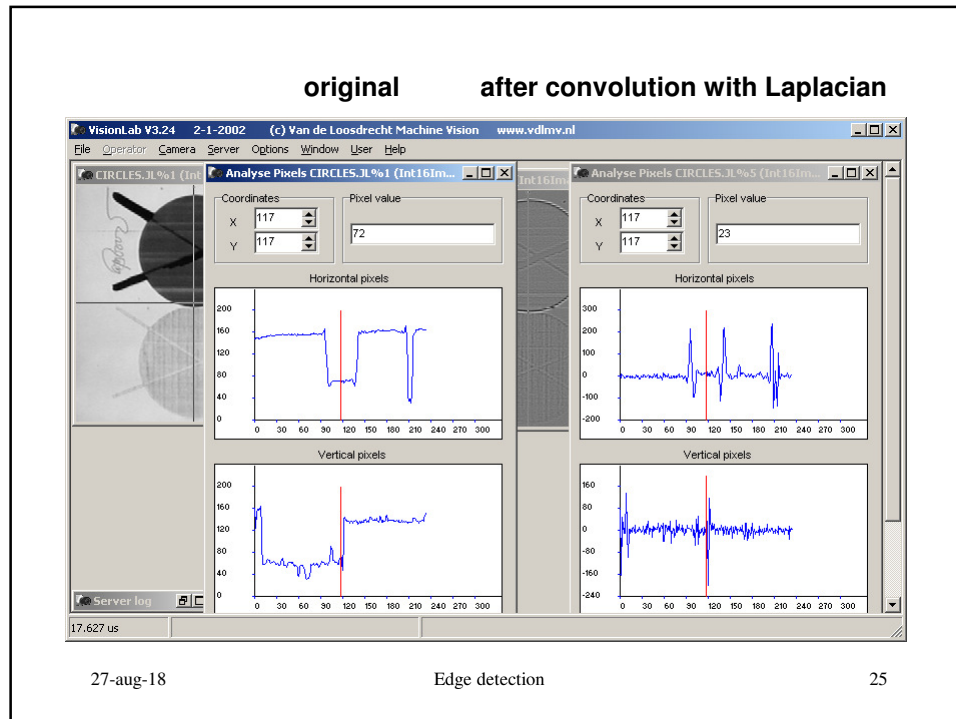 original after convolution with Laplacian
VisionLab V3.24 2-1-2002 (c) Van de Loosdrecht Machine Vision www.vdlmv.nl
File Operator Camera Server Options Window User Help
CIRCLES.JL%1 (Int
Analyse Pixels CIRCLES.JL%1 (Int16Im...
Coordinates
X 117
Y 117
Pixel value
72
Horizontal pixels
200
160
120
80
40
0
0 30 60 90 120 150 180 210 240 270 300
Vertical pixels
200
160
120
80
40
0
0 30 60 90 120 150 180 210 240 270 300
Int16Ima
Analyse Pixels CIRCLES.JL%5 (Int16Im...
Coordinates
X 117
Y 117
Pixel value
23
Horizontal pixels
300
200
100
0
-100
-200
0 30 60 90 120 150 180 210 240 270 300
Vertical pixels
160
80
0
-80
-160
-240
0 30 60 90 120 150 180 210 240 270 300
Server log
17.627 us
27-aug-18 Edge detection 25